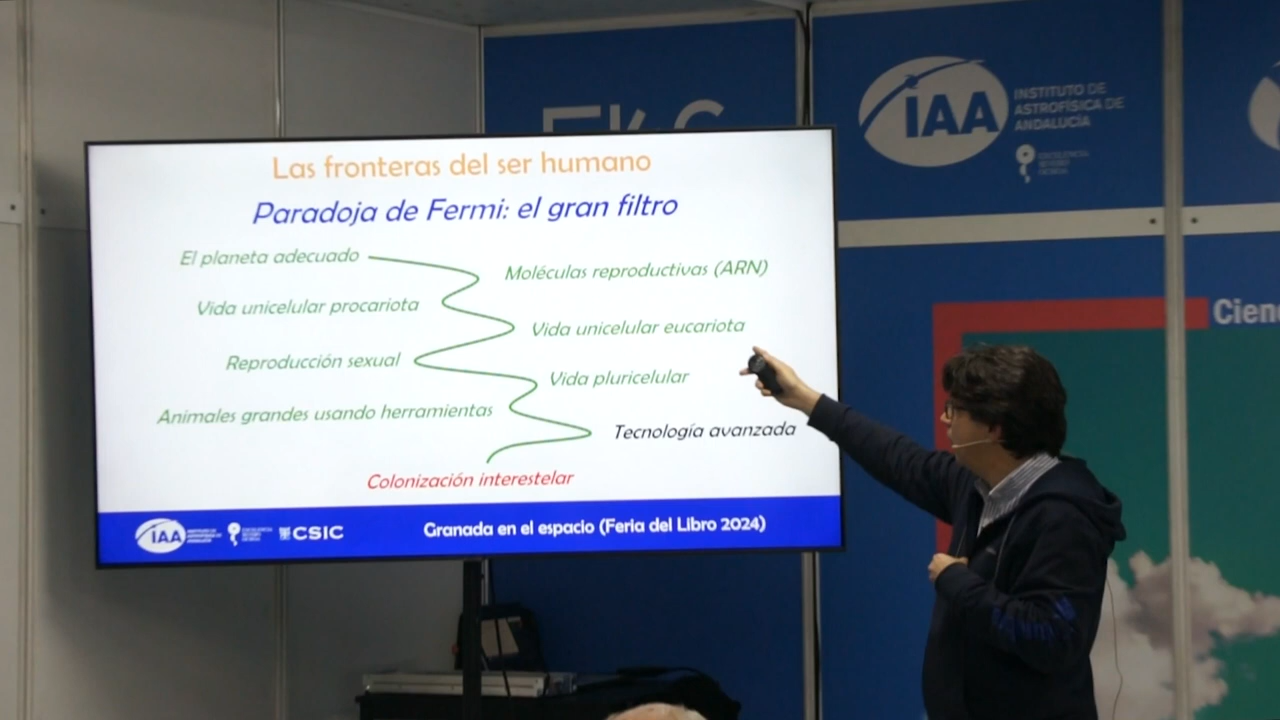 Las fronteras del ser humano
Paradoja de Fermi: el gran filtro
El planeta adecuado
Moléculas reproductivas (ARN)
Vida unicelular procariota
Vida unicelular eucariota
Reproducción sexual
Vida pluricelular
Animales grandes usando herramientas
Tecnología avanzada
Colonización interestelar
IAA
CSIC
Granada en el espacio (Feria del Libro 2024)
IAA
INSTITUTO DE
ASTROFÍSICA DE
ANDALUCÍA